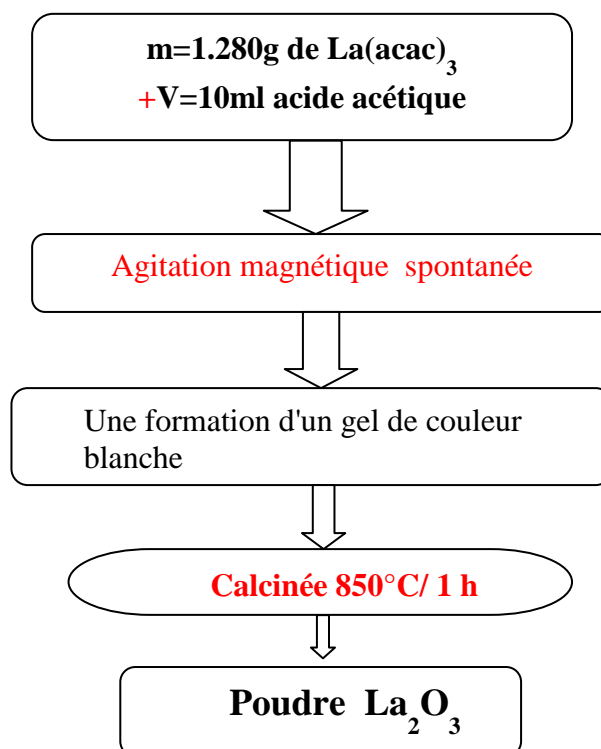 m=1.280g de La(acac)₃
+V=10ml acide acétique
Agitation magnétique spontanée
Une formation d'un gel de couleur
blanche
Calcinée 850°C/ 1 h
Poudre La₂O₃